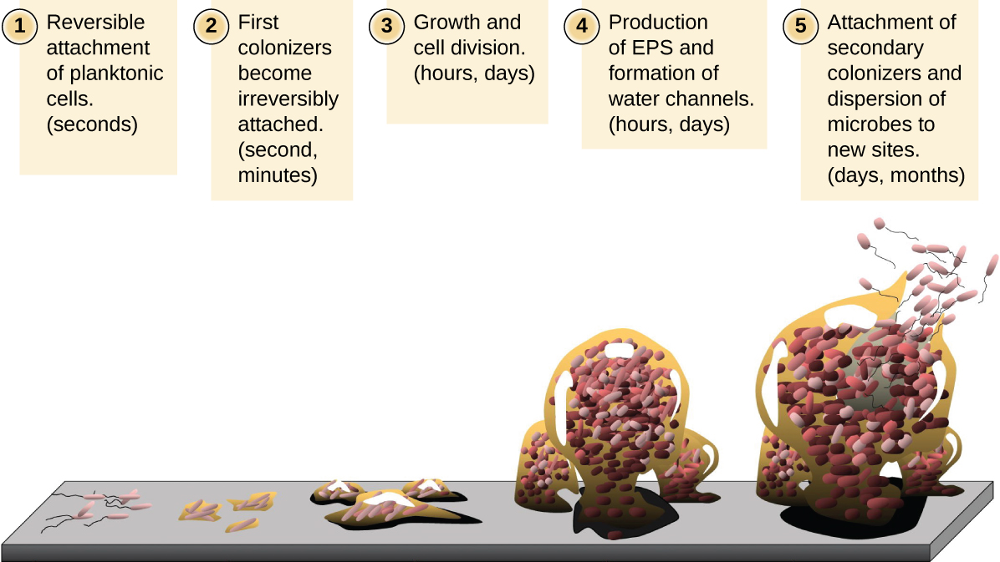 1
Reversible
attachment
of planktonic
cells.
(seconds)
2
First
colonizers
become
irreversibly
attached.
(second,
minutes)
3
Growth and
cell division.
(hours, days)
4
Production
of EPS and
formation of
water channels.
(hours, days)
5
Attachment of
secondary
colonizers and
dispersion of
microbes to
new sites.
(days, months)